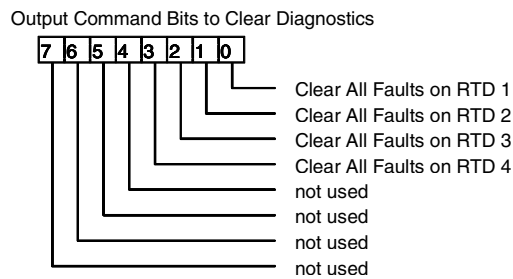 Output Command Bits to Clear Diagnostics
7 6 5 4 3 2 1 0
Clear All Faults on RTD 1
Clear All Faults on RTD 2
Clear All Faults on RTD 3
Clear All Faults on RTD 4
not used
not used
not used
not used